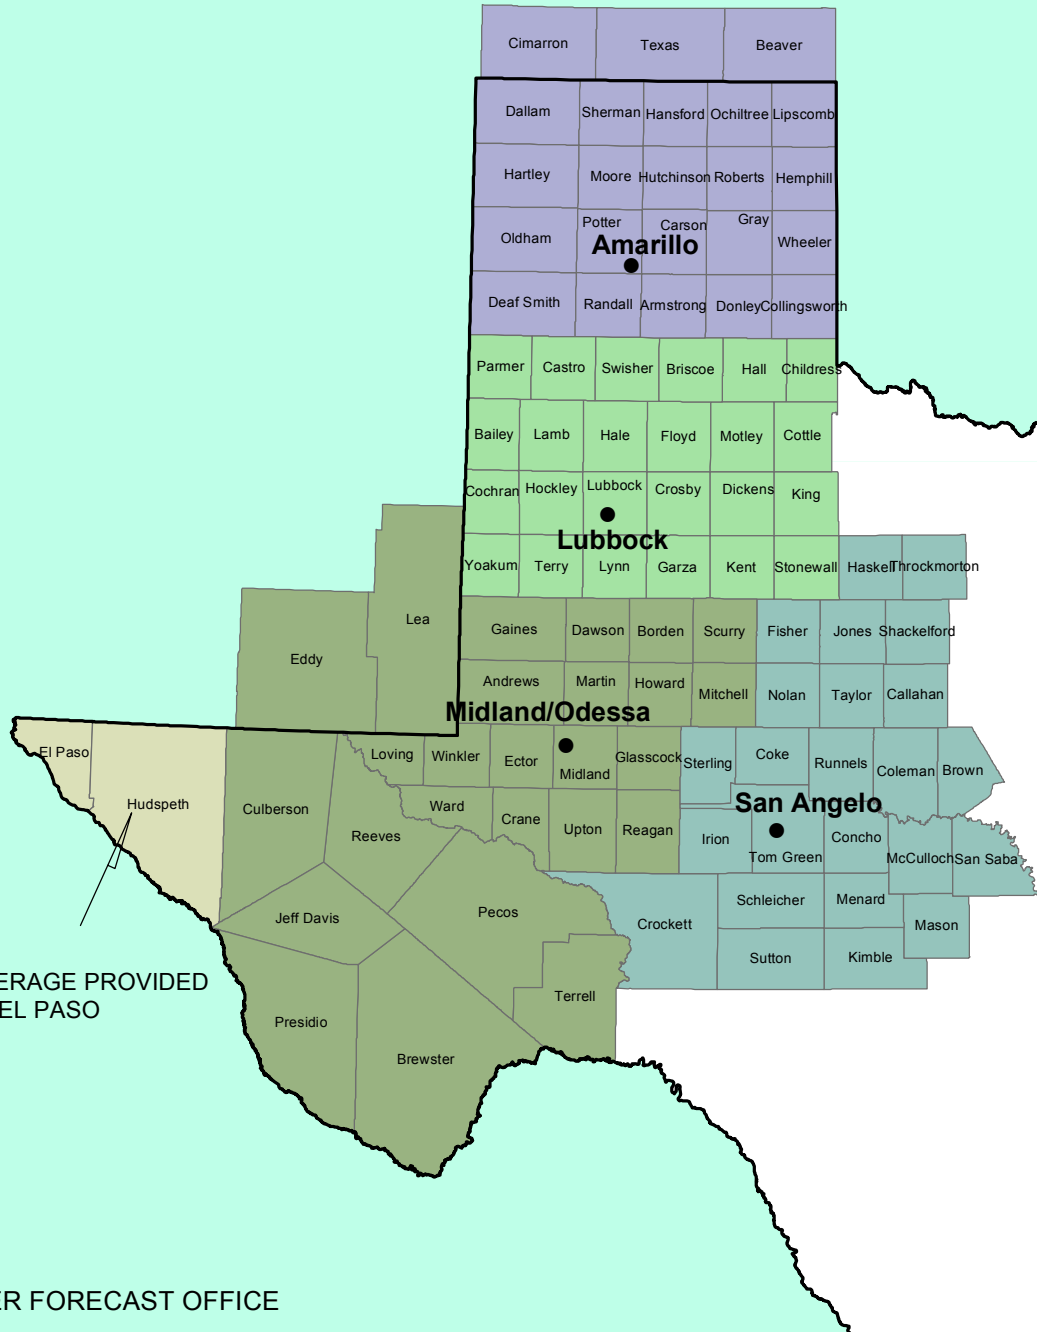 Cimarron Texas Beaver
Dallam Sherman Hansford Ochiltree Lipscomb
Hartley Moore Hutchinson Roberts Hemphill
Potter Carson Gray
Oldham Amarillo Wheeler
Deaf Smith Randall Armstrong Donley Collingsworth
Parmer Castro Swisher Briscoe Hall Childress
Bailey Lamb Hale Floyd Motley Cottle
Cochran Hockley Lubbock Crosby Dickens King
Lubbock
Yoakum Terry Lynn Garza Kent Stonewall Haskell Throckmorton
Lea Gaines Dawson Borden Scurry Fisher Jones Shackelford
Eddy
Andrews Martin Howard Mitchell Nolan Taylor Callahan
Midland/Odessa
El Paso Loving Winkler Ector Midland Glasscock Sterling Coke Runnels Coleman Brown
Hudspeth Culberson Ward San Angelo
Reeves Crane Upton Reagan Irion Tom Green Concho McCulloch San Saba
Jeff Davis Pecos Crockett Schleicher Menard Mason
Sutton Kimble
ERAGE PROVIDED
EL PASO
Presidio Terrell
Brewster
ER FORECAST OFFICE